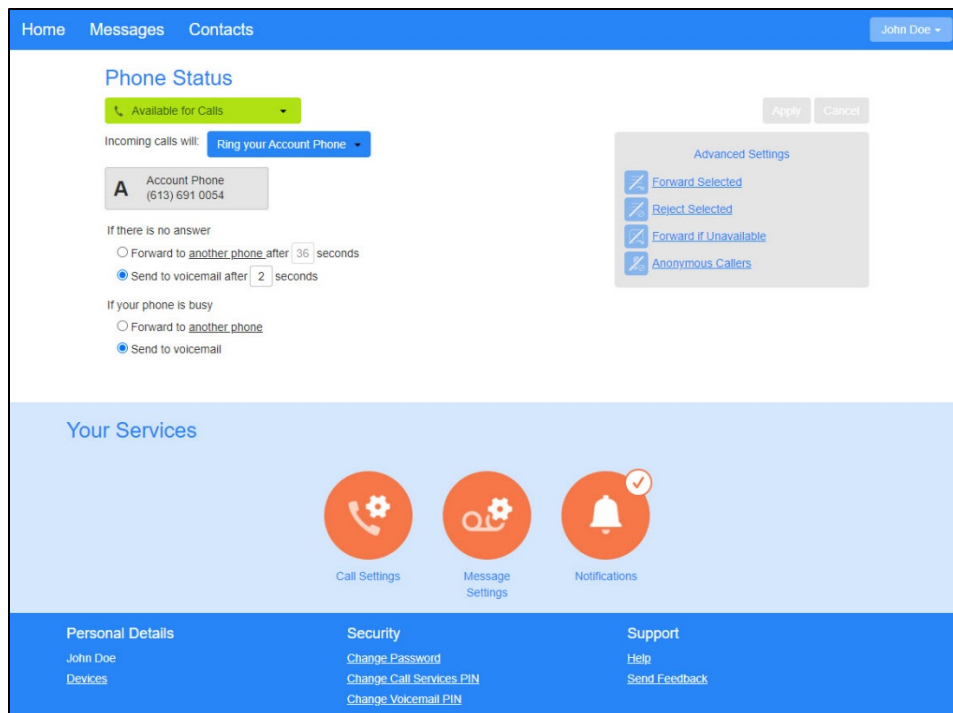 Home Messages Contacts John Doe
Phone Status
Available for Calls
Apply Cancel
Incoming calls will: Ring your Account Phone
A Account Phone
(613) 691 0054
If there is no answer
Forward to another phone after 36 seconds
Send to voicemail after 2 seconds
If your phone is busy
Forward to another phone
Send to voicemail
Advanced Settings
Forward Selected
Reject Selected
Forward if Unavailable
Anonymous Callers
Your Services
Call Settings
Message
Settings
Notifications
Personal Details
John Doe
Devices
Security
Change Password
Change Call Services PIN
Change Voicemail PIN
Support
Help
Send Feedback